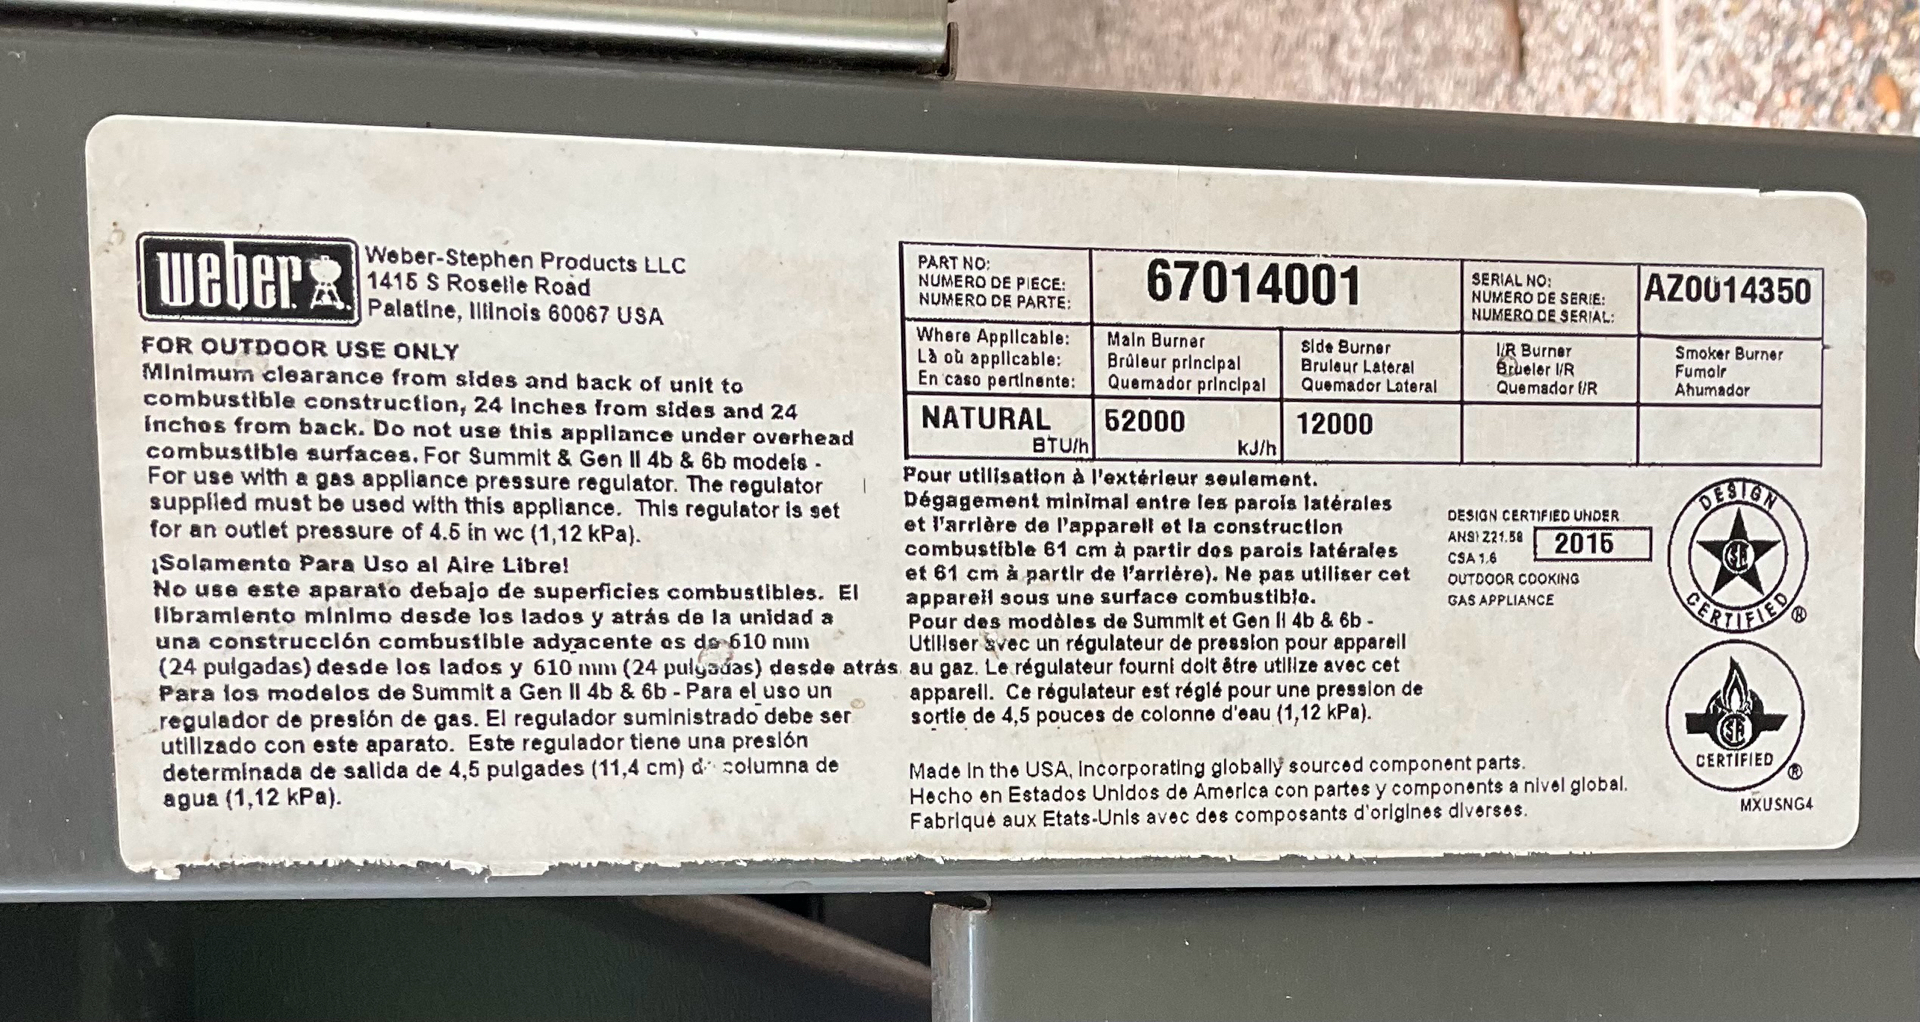 weber
Weber-Stephen Products LLC
1415 S Roselle Road
Palatine, Illinois 60067 USA
FOR OUTDOOR USE ONLY
Minimum clearance from sides and back of unit to
combustible construction, 24 inches from sides and 24
inches from back. Do not use this appliance under overhead
combustible surfaces. For Summit & Gen II 4b & 6b models -
For use with a gas appliance pressure regulator. The regulator
supplied must be used with this appliance. This regulator is set
for an outlet pressure of 4.5 in wc (1,12 kPa).
¡Solamento Para Uso al Aire Libre!
No use este aparato debajo de superficies combustibles. El
libramiento mínimo desde los lados y atrás de la unidad a
una construcción combustible adyacente es de 610 mm
(24 pulgadas) desde los lados y 610 mm (24 pulgadas) desde atrás
Para los modelos de Summit a Gen II 4b & 6b - Para el uso un
regulador de presión de gas. El regulador suministrado debe ser
utilizado con este aparato. Este regulador tiene una presión
determinada de salida de 4,5 pulgades (11,4 cm) columna de
agua (1,12 kPa).
PART NO:
NUMERO DE PIECE:
NUMERO DE PARTE:
67014001
SERIAL NO:
NUMERO DE SERIE:
NUMERO DE SERIAL:
AZ0014350
Where Applicable:
Là où applicable:
En caso pertinente:
Main Burner
Brûleur principal
Quemador principal
Side Burner
Bruleur Lateral
Quemador Lateral
I/R Burner
Brueler I/R
Quemador I/R
Smoker Burner
Fumoir
Ahumador
NATURAL
BTU/h
52000
kJ/h
12000
Pour utilisation à l'extérieur seulement.
Dégagement minimal entre les parois latérales
et l'arrière de l'appareil et la construction
combustible 61 cm à partir des parois latérales
et 61 cm à partir de l'arrière). Ne pas utiliser cet
appareil sous une surface combustible.
Pour des modèles de Summit et Gen II 4b & 6b -
Utiliser avec un régulateur de pression pour appareil
au gaz. Le régulateur fourni doit être utilize avec cet
appareil. Ce régulateur est réglé pour une pression de
sortie de 4,5 pouces de colonne d'eau (1,12 kPa).
DESIGN CERTIFIED UNDER
ANSI Z21.58
CSA 1.6
2015
OUTDOOR COOKING
GAS APPLIANCE
DESIGN
CERTIFIED ®
CERTIFIED ®
MXUSNG4
Made in the USA, Incorporating globally sourced component parts.
Hecho en Estados Unidos de America con partes y components a nivel global.
Fabriqué aux Etats-Unis avec des composants d'origines diverses.